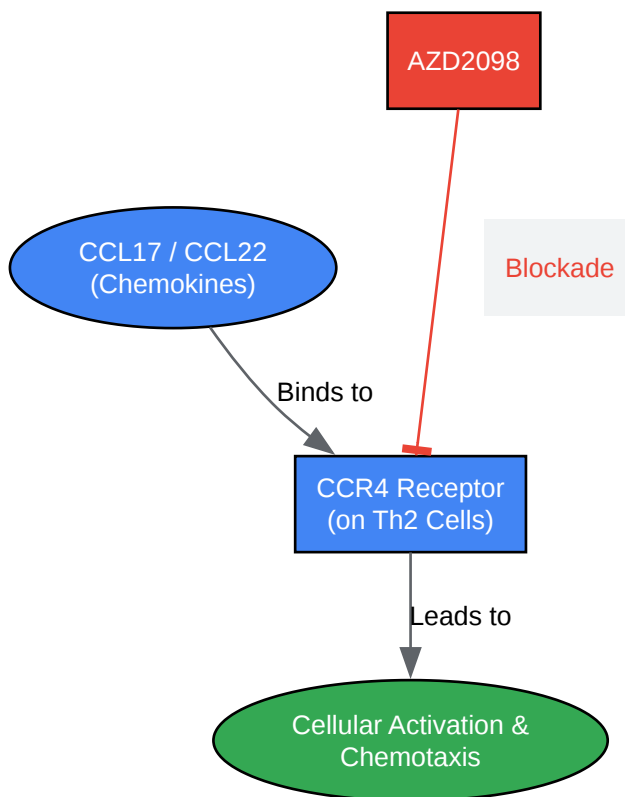 AZD2098
CCL17 / CCL22
(Chemokines)
Blockade
Binds to
CCR4 Receptor
(on Th2 Cells)
Leads to
Cellular Activation &
Chemotaxis